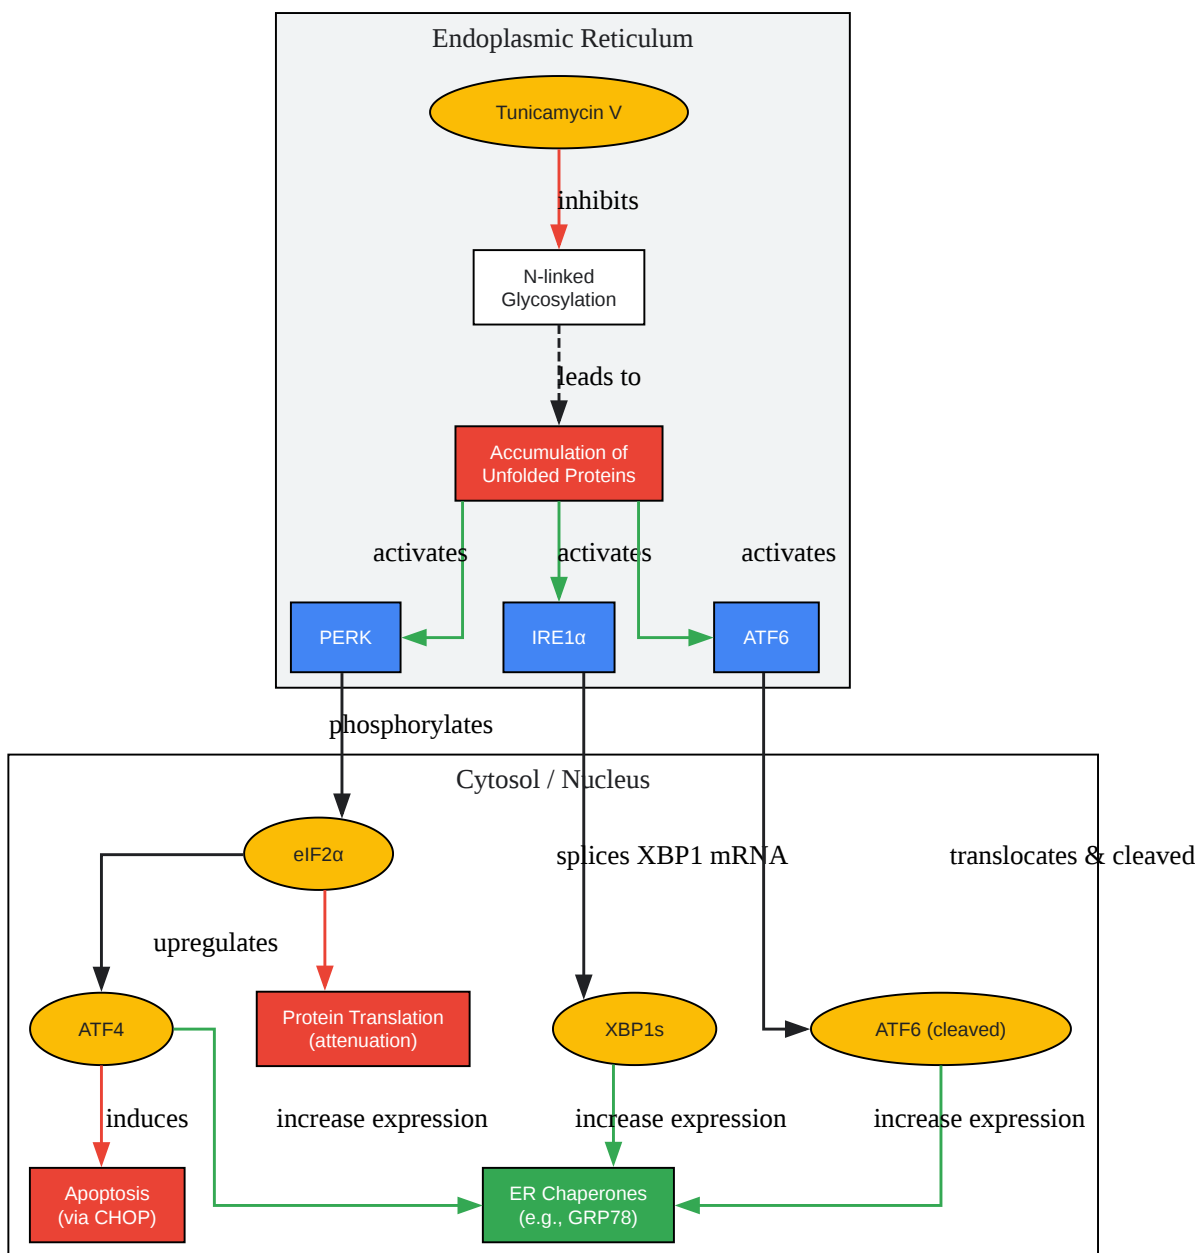 Endoplasmic Reticulum
Tunicamycin V
inhibits
N-linked
Glycosylation
leads to
Accumulation of
Unfolded Proteins
activates
activates
activates
PERK
IRE1α
ATF6
phosphorylates
Cytosol / Nucleus
eIF2α
splices XBP1 mRNA
translocates & cleaved
upregulates
ATF4
Protein Translation
(attenuation)
XBP1s
ATF6 (cleaved)
induces
increase expression
increase expression
increase expression
Apoptosis
(via CHOP)
ER Chaperones
(e.g., GRP78)